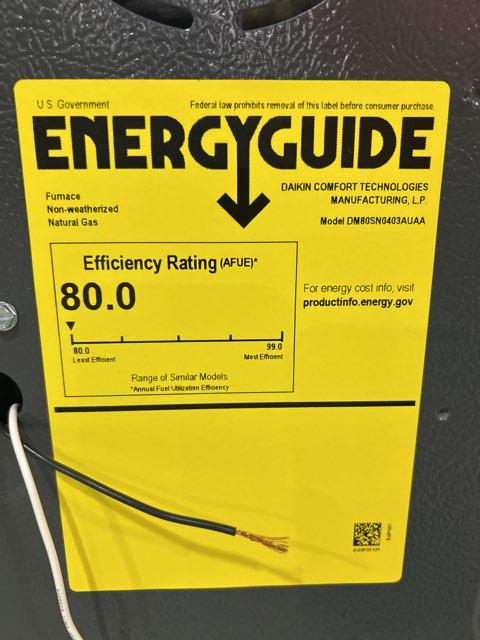 U.S. Government
Federal law prohibits removal of this label before consumer purchase.
ENERGYGUIDE
Furnace
Non-weatherized
Natural Gas
DAIKIN COMFORT TECHNOLOGIES
MANUFACTURING, L.P.
Model DM80SN0403AUAA
Efficiency Rating (AFUE)*
80.0
80.0
Least Efficient
99.0
Most Efficient
Range of Similar Models
*Annual Fuel Utilization Efficiency
For energy cost info, visit
productinfo.energy.gov